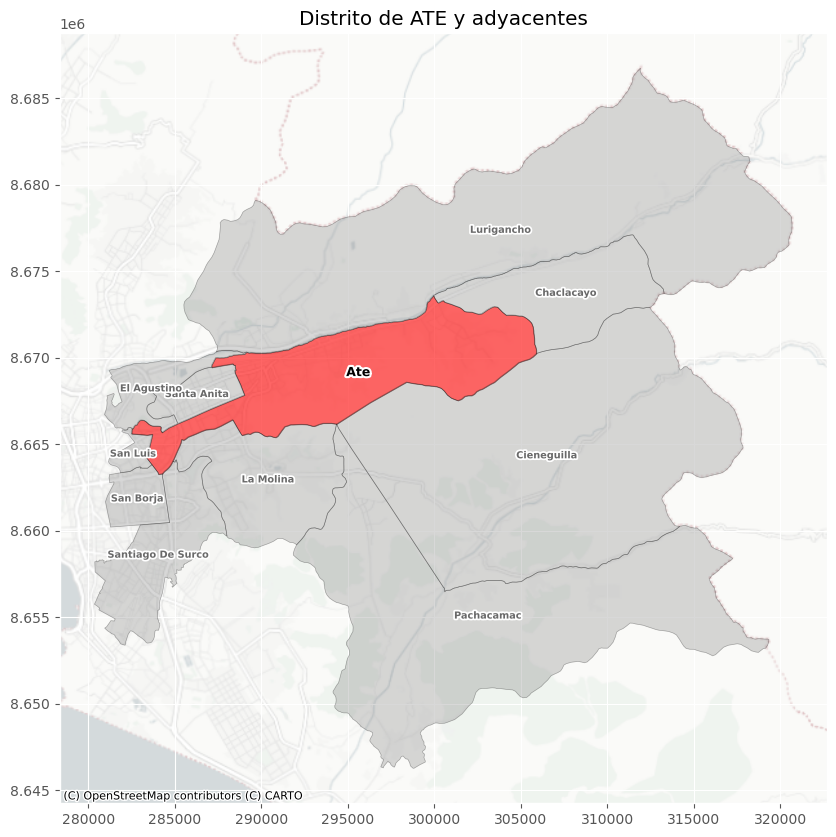 Distrito de ATE y adyacentes
1e6
8.685
8.680
8.675
8.670
8.665
8.660
8.655
8.650
8.645
Lurigancho
Chaclacayo
Ate
El Agustino
Santa Anita
San Luis
Cieneguilla
La Molina
San Borja
Santiago De Surco
Pachacamac
(C) OpenStreetMap contributors (C) CARTO
280000 285000 290000 295000 300000 305000 310000 315000 320000